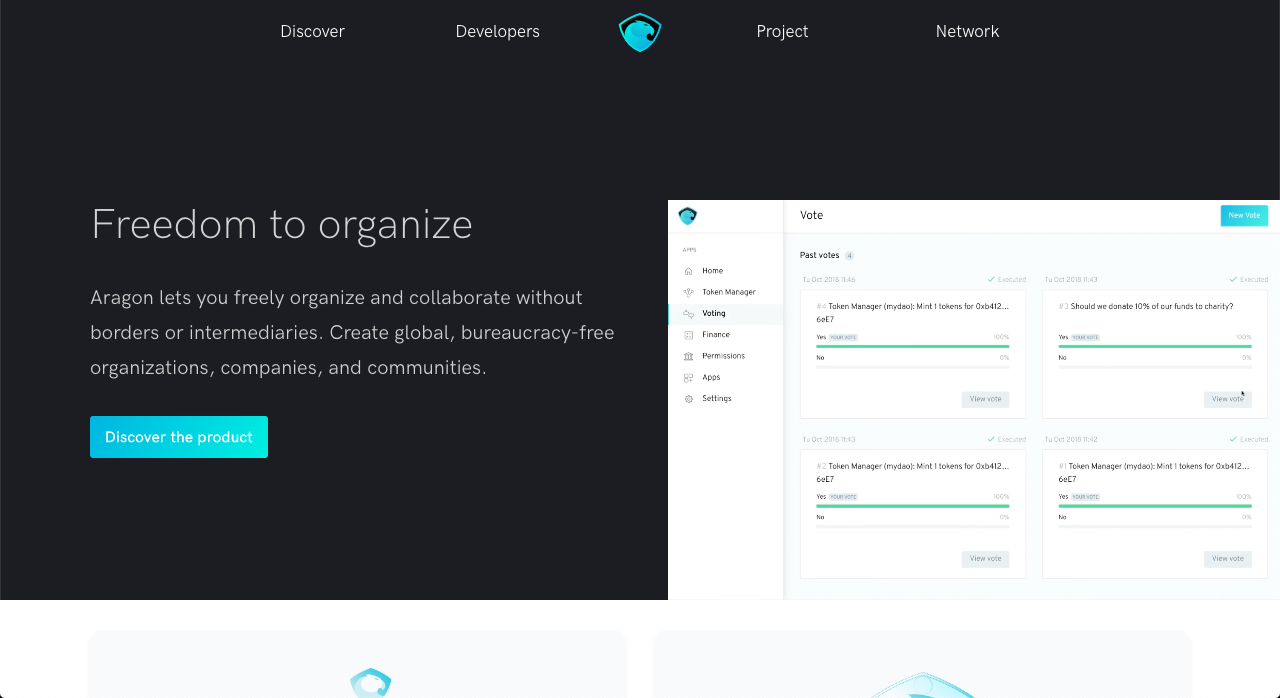 Discover
Developers
Project
Network
Freedom to organize
Aragon lets you freely organize and collaborate without
borders or intermediaries. Create global, bureaucracy-free
organizations, companies, and communities.
Discover the product
Vote
New Vote
APPS
Home
Token Manager
Voting
Finance
Permissions
Apps
Settings
Past votes 4
Tu Oct 2018 11:46
Executed
#4 Token Manager (mydao): Mint 1 tokens for 0xb412...
6eE7
Yes YOUR VOTE 100%
No 0%
View vote
Tu Oct 2018 11:43
Executed
#3 Should we donate 10% of our funds to charity?
Yes YOUR VOTE 100%
No 0%
View vote
Tu Oct 2018 11:43
Executed
#2 Token Manager (mydao): Mint 1 tokens for 0xb412...
6eE7
Yes YOUR VOTE 100%
No 0%
View vote
Tu Oct 2018 11:42
Executed
#1 Token Manager (mydao): Mint 1 tokens for 0xb412...
6eE7
Yes YOUR VOTE 100%
No 0%
View vote